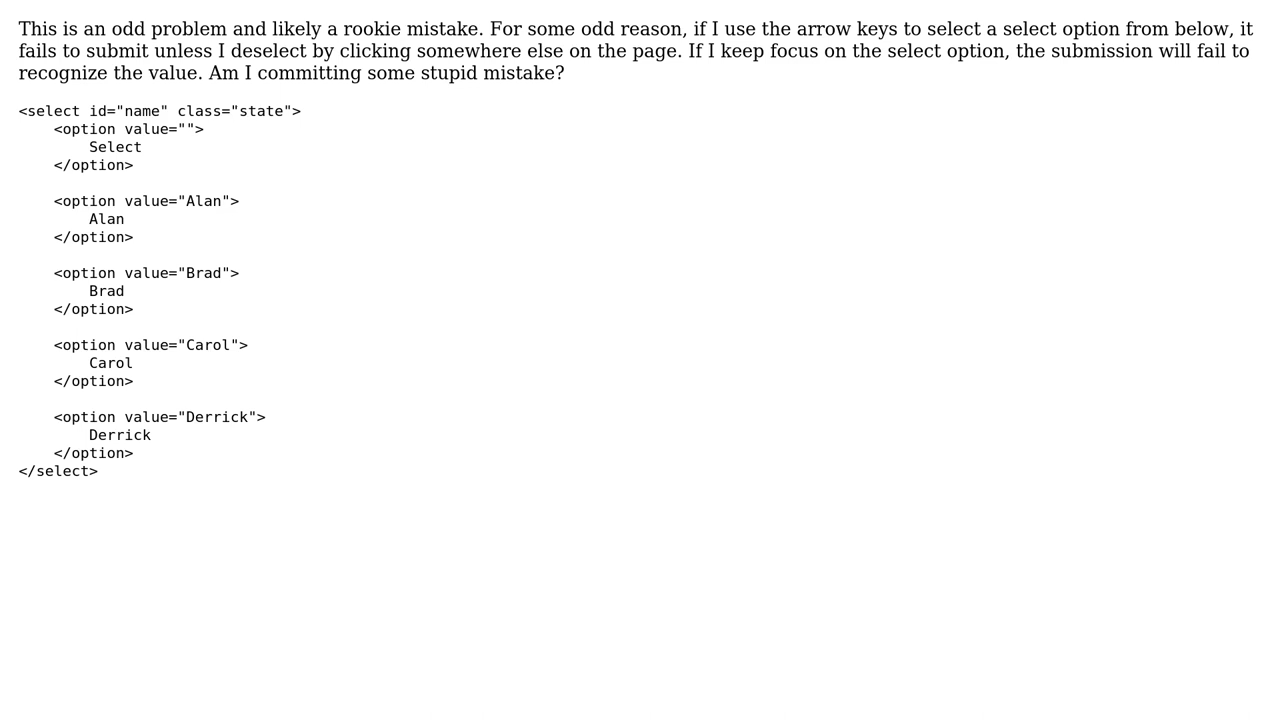 This is an odd problem and likely a rookie mistake. For some odd reason, if I use the arrow keys to select a select option from below, it
fails to submit unless I deselect by clicking somewhere else on the page. If I keep focus on the select option, the submission will fail to
recognize the value. Am I committing some stupid mistake?
<select id="name" class="state">
    <option value="">
        Select
    </option>

    <option value="Alan">
        Alan
    </option>

    <option value="Brad">
        Brad
    </option>

    <option value="Carol">
        Carol
    </option>

    <option value="Derrick">
        Derrick
    </option>
</select>